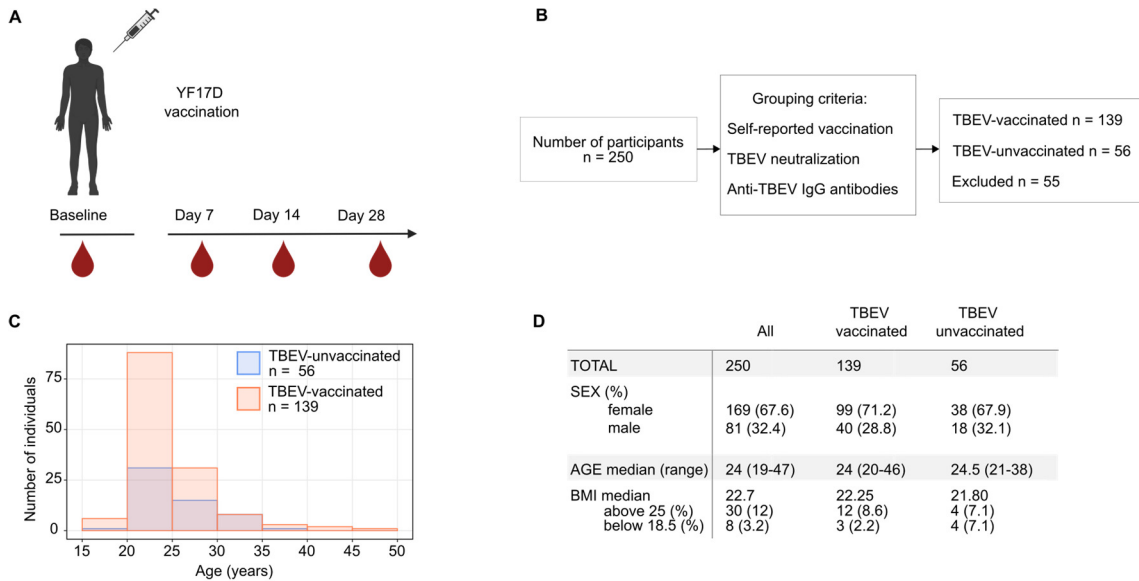 A
YF17D
vaccination
Baseline
Day 7
Day 14
Day 28
B
Number of participants
n = 250
Grouping criteria:
Self-reported vaccination
TBEV neutralization
Anti-TBEV IgG antibodies
TBEV-vaccinated n = 139
TBEV-unvaccinated n = 56
Excluded n = 55
C
TBEV-unvaccinated
n = 56
TBEV-vaccinated
n = 139
Number of individuals
75
50
25
0
15 20 25 30 35 40 45 50
Age (years)
D
All TBEV vaccinated TBEV unvaccinated
TOTAL 250 139 56
SEX (%)
female 169 (67.6) 99 (71.2) 38 (67.9)
male 81 (32.4) 40 (28.8) 18 (32.1)
AGE median (range) 24 (19-47) 24 (20-46) 24.5 (21-38)
BMI median 22.7 22.25 21.80
above 25 (%) 30 (12) 12 (8.6) 4 (7.1)
below 18.5 (%) 8 (3.2) 3 (2.2) 4 (7.1)